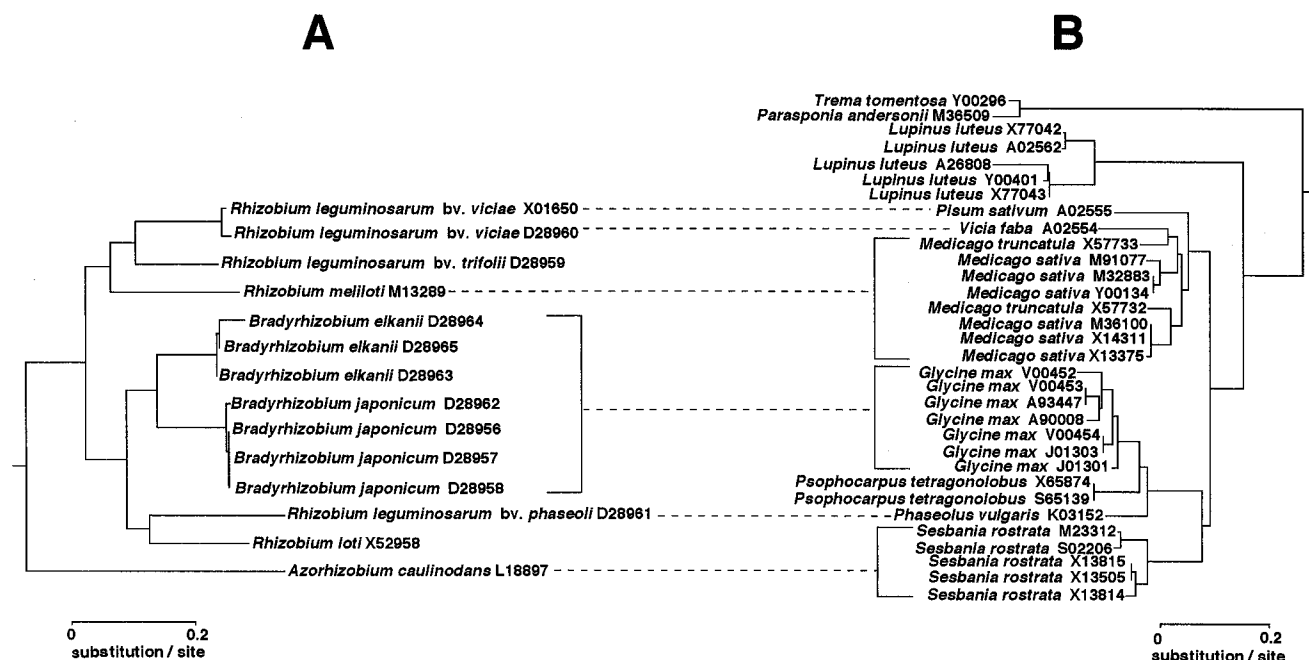 A
B
Trema tomentosa Y00296
Parasponia andersonii M36509
Lupinus luteus X77042
Lupinus luteus A02562
Lupinus luteus A26808
Lupinus luteus Y00401
Lupinus luteus X77043
Rhizobium leguminosarum bv. viciae X01650
Pisum sativum A02555
Rhizobium leguminosarum bv. viciae D28960
Vicia faba A02554
Medicago truncatula X57733
Rhizobium leguminosarum bv. trifolii D28959
Medicago sativa M91077
Medicago sativa M32883
Rhizobium meliloti M13289
Medicago sativa Y00134
Medicago truncatula X57732
Bradyrhizobium elkanii D28964
Medicago sativa M36100
Medicago sativa X14311
Bradyrhizobium elkanii D28965
Medicago sativa X13375
Bradyrhizobium elkanii D28963
Glycine max V00452
Glycine max V00453
Bradyrhizobium japonicum D28962
Glycine max A93447
Glycine max A90008
Bradyrhizobium japonicum D28956
Glycine max V00454
Glycine max J01303
Bradyrhizobium japonicum D28957
Glycine max J01301
Psophocarpus tetragonolobus X65874
Bradyrhizobium japonicum D28958
Psophocarpus tetragonolobus S65139
Rhizobium leguminosarum bv. phaseoli D28961
Phaseolus vulgaris K03152
Sesbania rostrata M23312
Rhizobium loti X52958
Sesbania rostrata S02206
Sesbania rostrata X13815
Azorhizobium caulinodans L18897
Sesbania rostrata X13505
Sesbania rostrata X13814
0 0.2
substitution / site
0 0.2
substitution / site